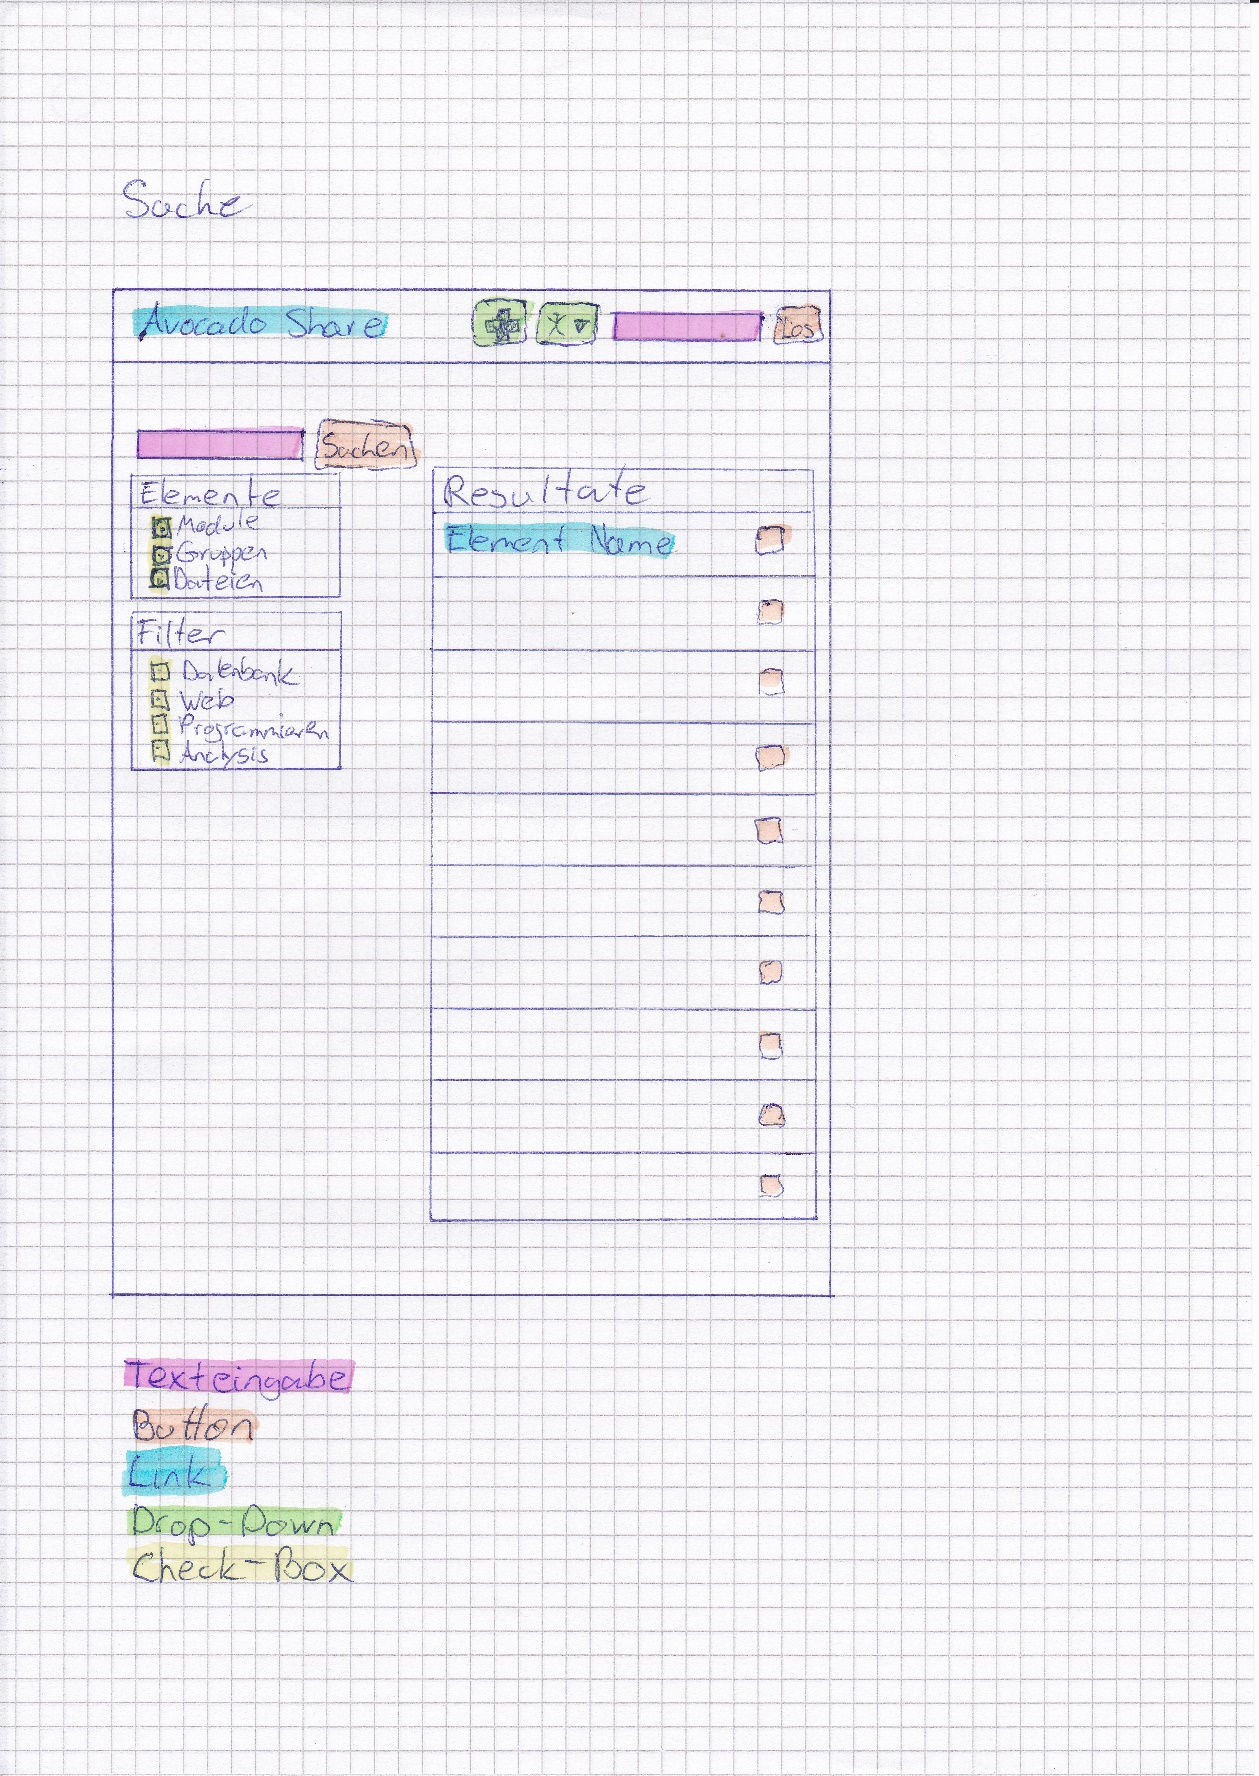 Suche
Avocado Share
Los
Suchen
Elemente
Module
Gruppen
Dateien
Filter
Datenbank
Web
Programmieren
Analysis
Resultate
Element Name
Texteingabe
Button
Link
Drop-Down
Check-Box